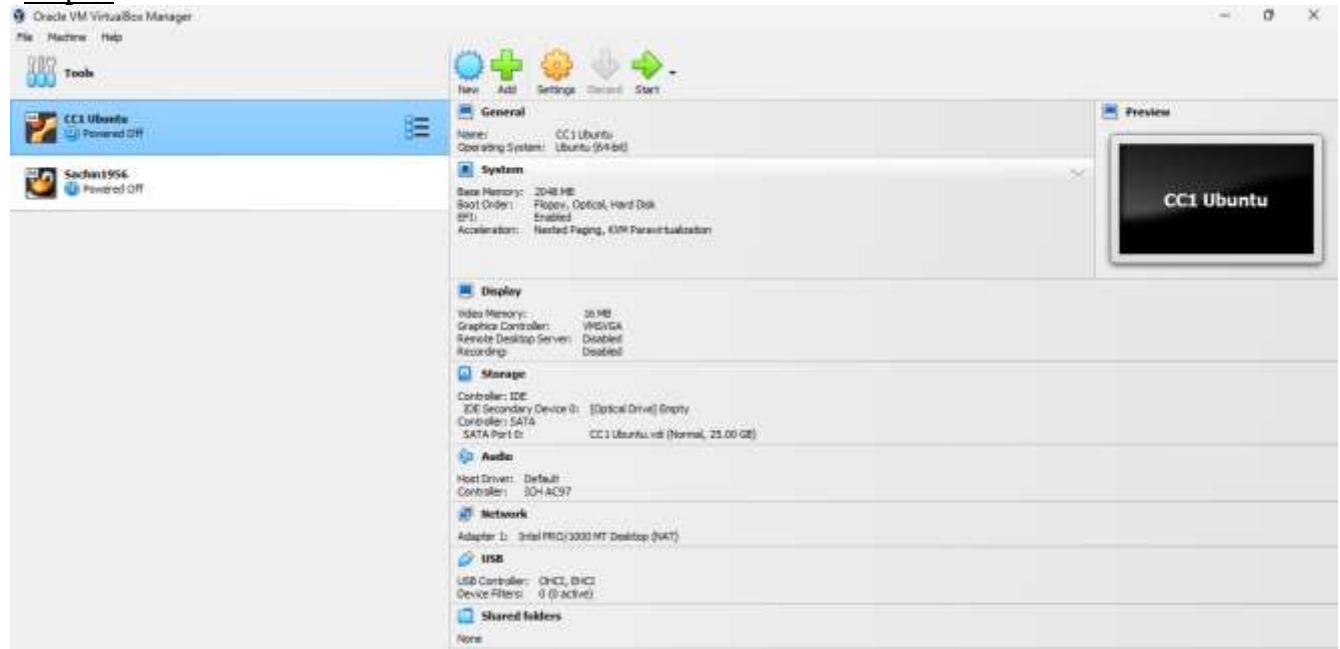 Oracle VM VirtualBox Manager
File Machine Help
Tools
New Add Settings Discard Start
CC1 Ubuntu
Powered Off
Sachin1956
Powered Off
General
Name: CC1 Ubuntu
Operating System: Ubuntu (64-bit)
System
Base Memory: 2048 MB
Boot Order: Floppy, Optical, Hard Disk
EFI: Enabled
Acceleration: Nested Paging, KVM Paravirtualization
Preview
CC1 Ubuntu
Display
Video Memory: 16 MB
Graphics Controller: VMSVGA
Remote Desktop Server: Disabled
Recording: Disabled
Storage
Controller: IDE
IDE Secondary Device 0: [Optical Drive] Empty
Controller: SATA
SATA Port 0: CC1 Ubuntu.vdi (Normal, 25.00 GB)
Audio
Host Driver: Default
Controller: ICH AC97
Network
Adapter 1: Intel PRO/1000 MT Desktop (NAT)
USB
USB Controller: OHCI, EHCI
Device Filters: 0 (0 active)
Shared folders
None